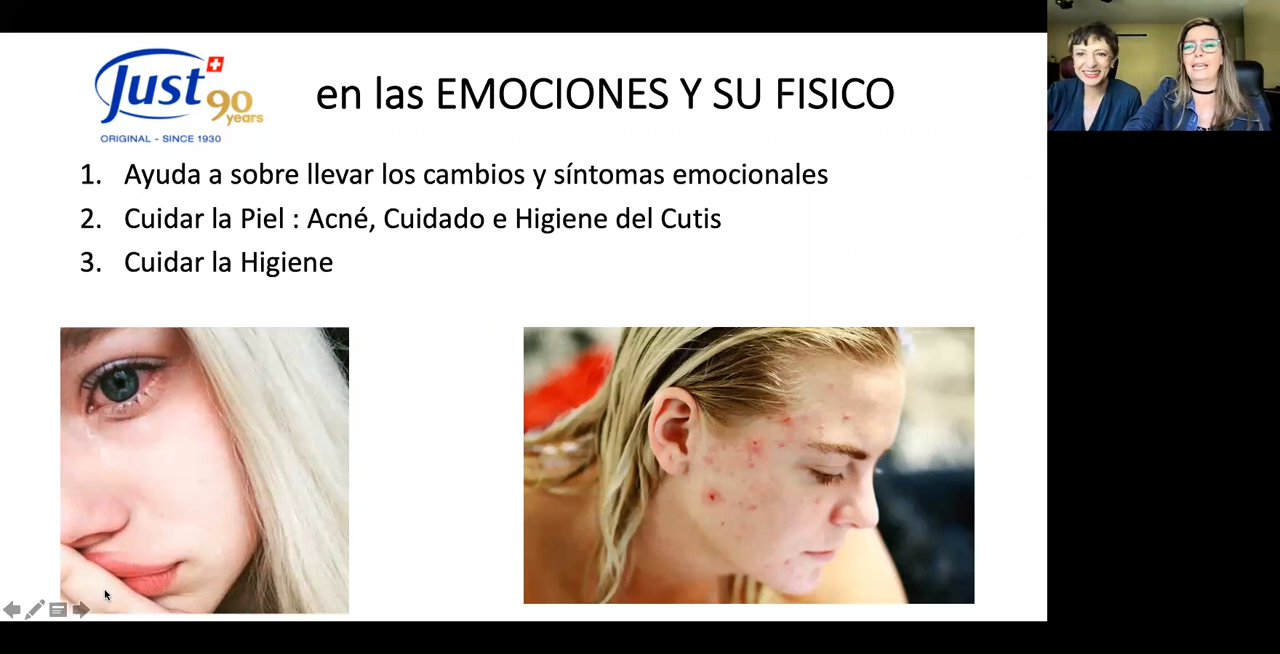 Just
90
years
ORIGINAL - SINCE 1930
en las EMOCIONES Y SU FISICO
1. Ayuda a sobre llevar los cambios y síntomas emocionales
2. Cuidar la Piel : Acné, Cuidado e Higiene del Cutis
3. Cuidar la Higiene